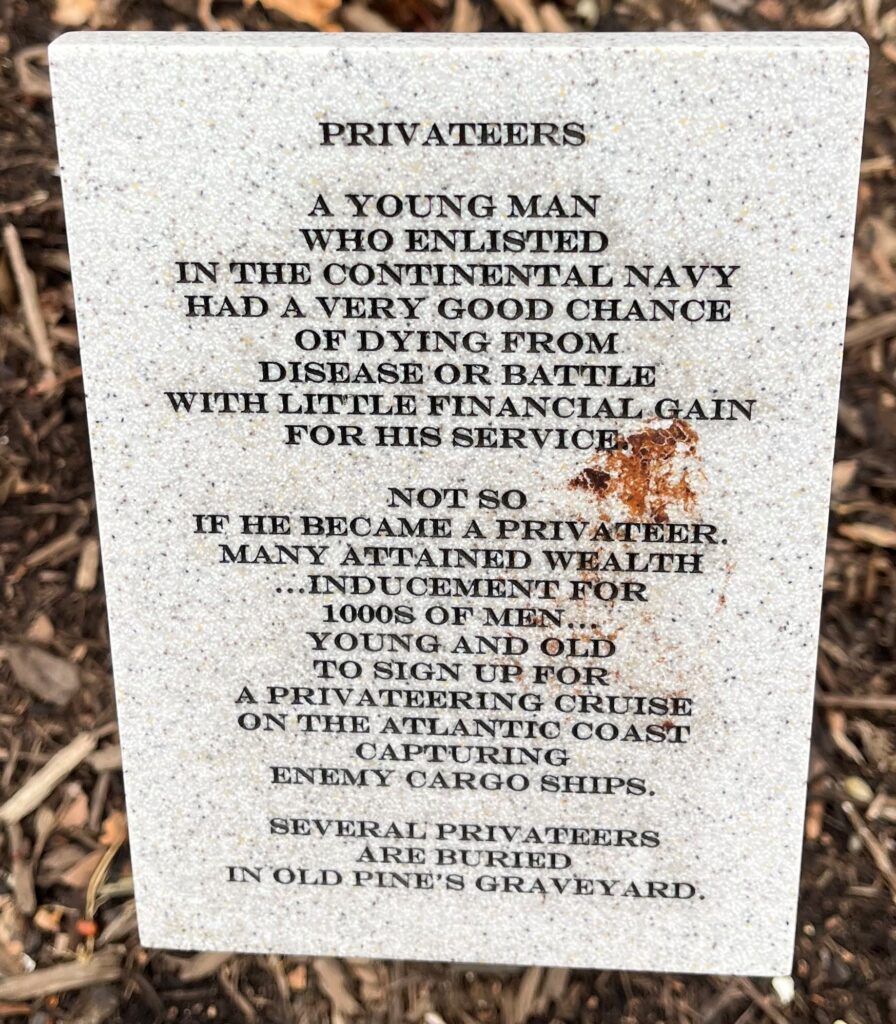 PRIVATEERS
A YOUNG MAN
WHO ENLISTED
IN THE CONTINENTAL NAVY
HAD A VERY GOOD CHANCE
OF DYING FROM
DISEASE OR BATTLE
WITH LITTLE FINANCIAL GAIN
FOR HIS SERVICE.
NOT SO
IF HE BECAME A PRIVATEER.
MANY ATTAINED WEALTH
...INDUCEMENT FOR
1000S OF MEN...
YOUNG AND OLD
TO SIGN UP FOR
A PRIVATEERING CRUISE
ON THE ATLANTIC COAST
CAPTURING
ENEMY CARGO SHIPS.
SEVERAL PRIVATEERS
ARE BURIED
IN OLD PINE'S GRAVEYARD.